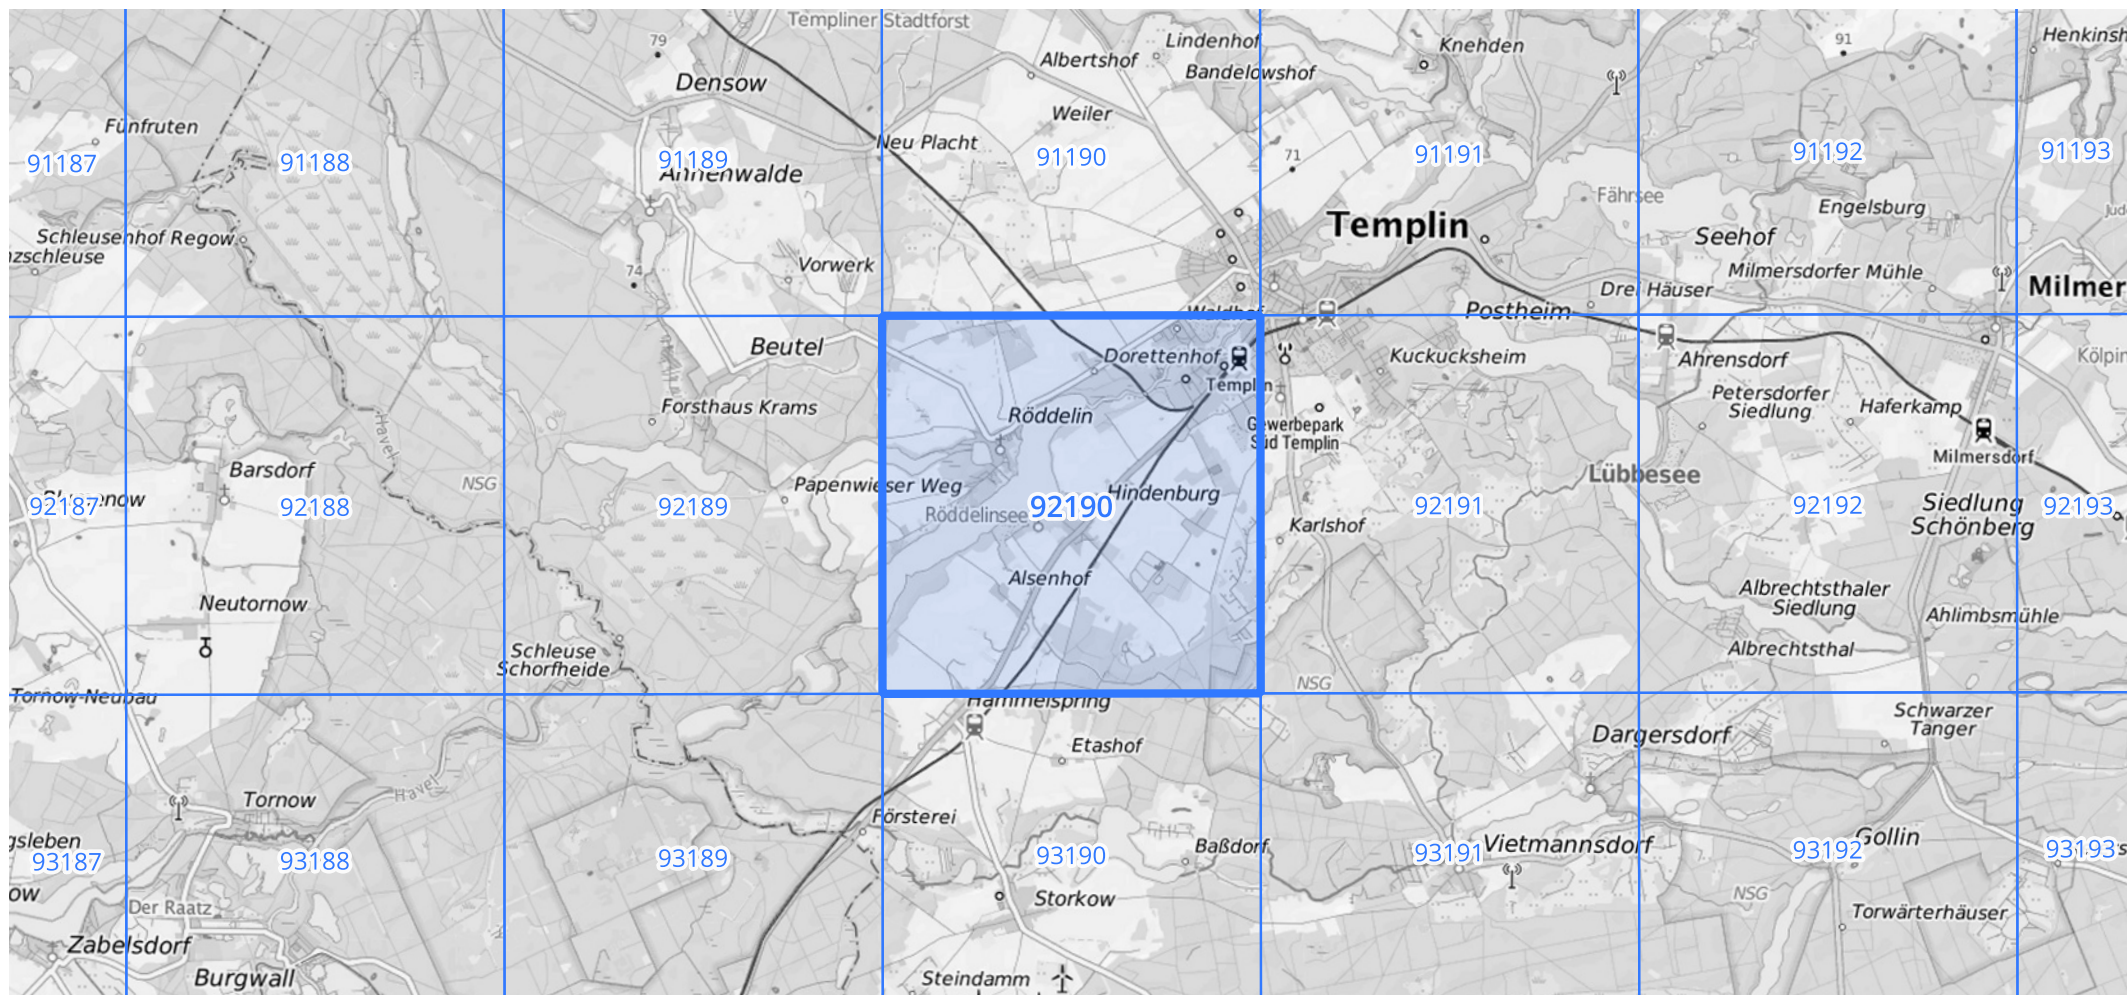 Templiner Stadtforst
79
Densow
Albertshof
Lindenhof
Bandelowshof
Knehden
91
Weiler
Fünfruten
Neu Placht
91187
91188
91189
91190
91191
91192
91193
Annenwalde
71
Fährsee
Templin
Engelsburg
Schleusenhof Regow
nzschleuse
Seehof
74
Vorwerk
Milmersdorfer Mühle
Drei Häuser
Milmer
Waldhof
Postheim
Beutel
Dorettenhof
Kuckucksheim
Ahrensdorf
Kölpin
Templin
Petersdorfer
Siedlung
Haferkamp
Forsthaus Krams
Röddelin
Gewerbepark
Süd Templin
Havel
Milmersdorf
Barsdorf
NSG
Papenwieser Weg
Hindenburg
Lübbesee
92187
92188
92189
92190
92191
92192
92193
Röddelinsee
Karlshof
Siedlung
Schönberg
Alsenhof
Neutornow
Albrechtsthaler
Siedlung
Ahlimbsmühle
Schleuse
Schorfheide
Albrechtsthal
NSG
Tornow-Neubau
Hammelspring
Schwarzer
Tanger
Etashof
Dargersdorf
Havel
Tornow
Försterei
gsleben
Baßdorf
Vietmannsdorf
Gollin
93187
93188
93189
93190
93191
93192
93193
ow
Storkow
NSG
Der Raatz
Torwärterhäuser
Zabelsdorf
Burgwall
Steindamm